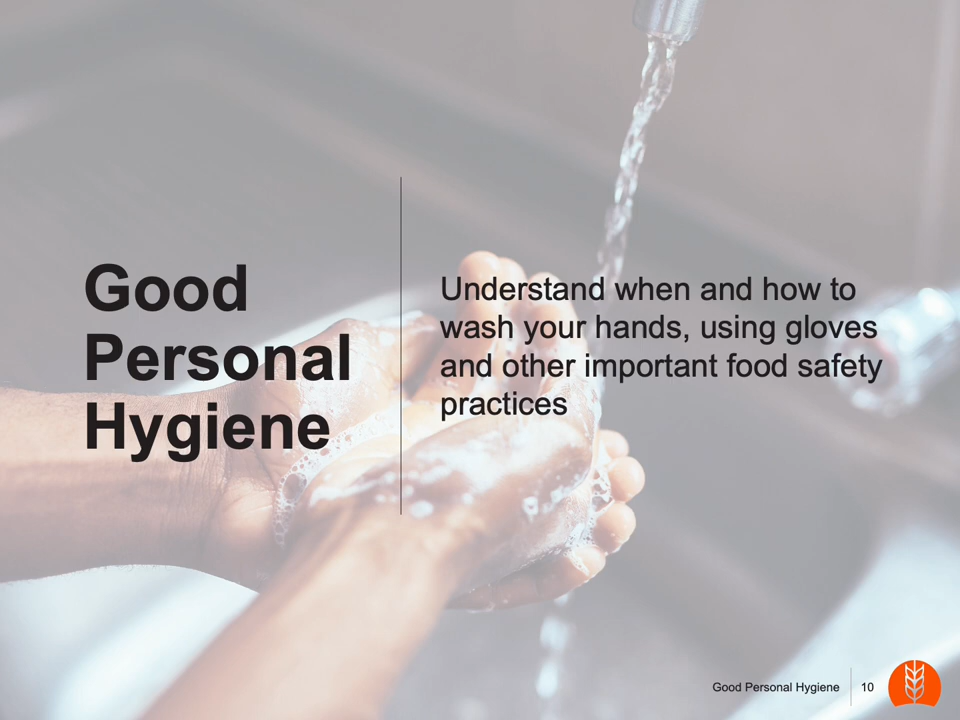 Good
Personal
Hygiene
Understand when and how to
wash your hands, using gloves
and other important food safety
practices
Good Personal Hygiene
10